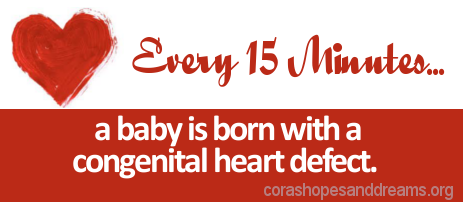 Every 15 Minutes...
a baby is born with a
congenital heart defect.
corashopesanddreams.org